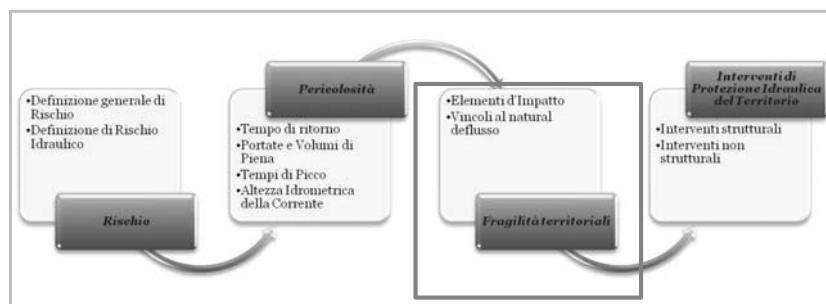 •Definizione generale di
Rischio
•Definizione di Rischio
Idraulico
Rischio
Pericolosità
•Tempo di ritorno
•Portate e Volumi di
Piena
•Tempi di Picco
•Altezza Idrometrica
della Corrente
•Elementi d'Impatto
•Vincoli al natural
deflusso
Fragilità territoriali
Interventi di
Protezione Idraulica
del Territorio
•Interventi strutturali
•Interventi non
strutturali